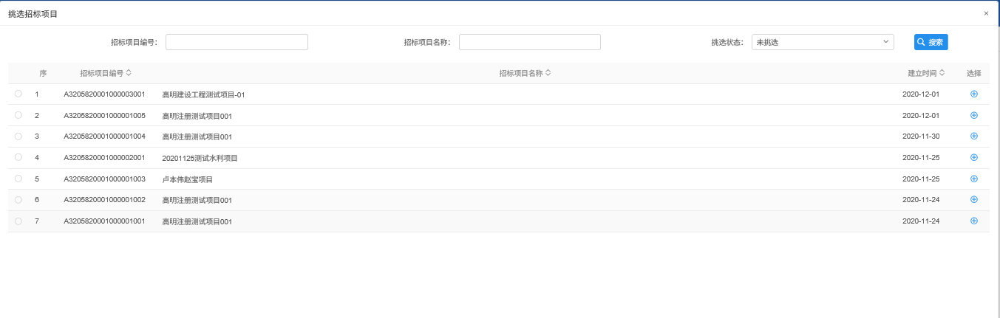 挑选招标项目 ×
招标项目编号： 招标项目名称： 挑选状态： 未挑选 搜索
序 招标项目编号 招标项目名称 建立时间 选择
1 A3205820001000003001 高明建设工程测试项目-01 2020-12-01
2 A3205820001000001005 高明注册测试项目001 2020-12-01
3 A3205820001000001004 高明注册测试项目001 2020-11-30
4 A3205820001000002001 20201125测试水利项目 2020-11-25
5 A3205820001000001003 卢本伟赵宝项目 2020-11-25
6 A3205820001000001002 高明注册测试项目001 2020-11-24
7 A3205820001000001001 高明注册测试项目001 2020-11-24